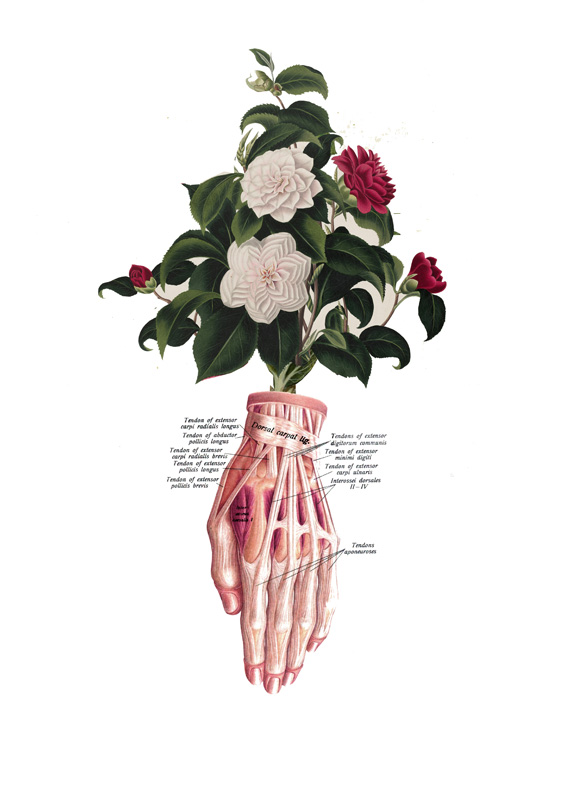 Tendon of extensor
carpi radialis longus
Tendon of abductor
pollicis longus
Tendon of extensor
carpi radialis brevis
Tendon of extensor
pollicis longus
Tendon of extensor
pollicis brevis
Dorsal carpal lig.
Tendons of extensor
digitorum communis
Tendon of extensor
minimi digiti
Tendon of extensor
carpi ulnaris
Interossei dorsales
II—IV
Tendons
aponeuroses